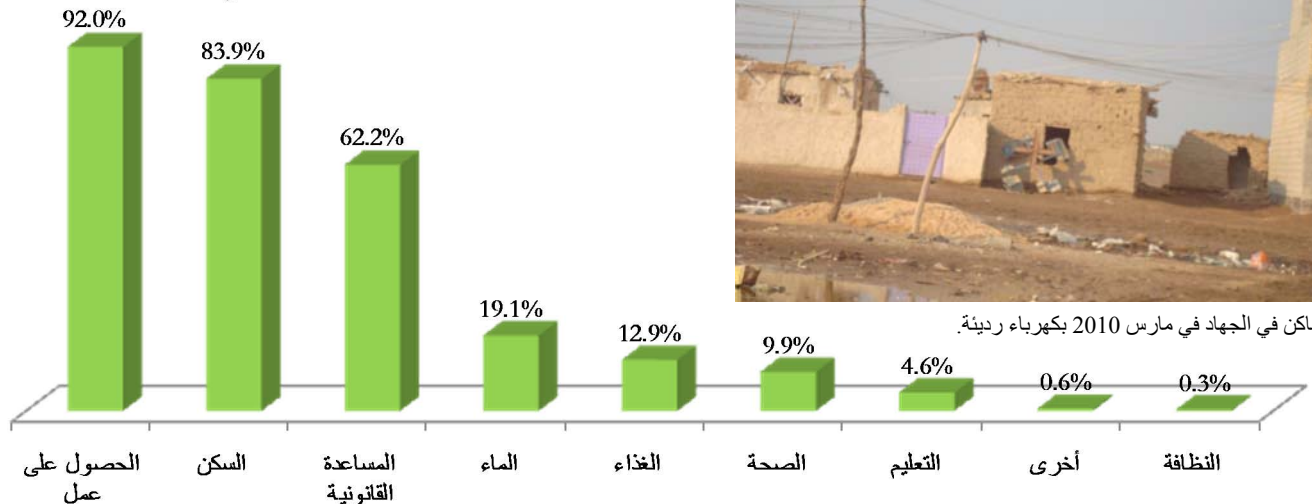 92.0%
83.9%
62.2%
19.1%
12.9%
9.9%
4.6%
0.6%
0.3%
الحصول على عمل
السكن
المساعدة القانونية
الماء
الغذاء
الصحة
التعليم
أخرى
النظافة
في الجهاد في مارس 2010 بكهرباء رديئة.